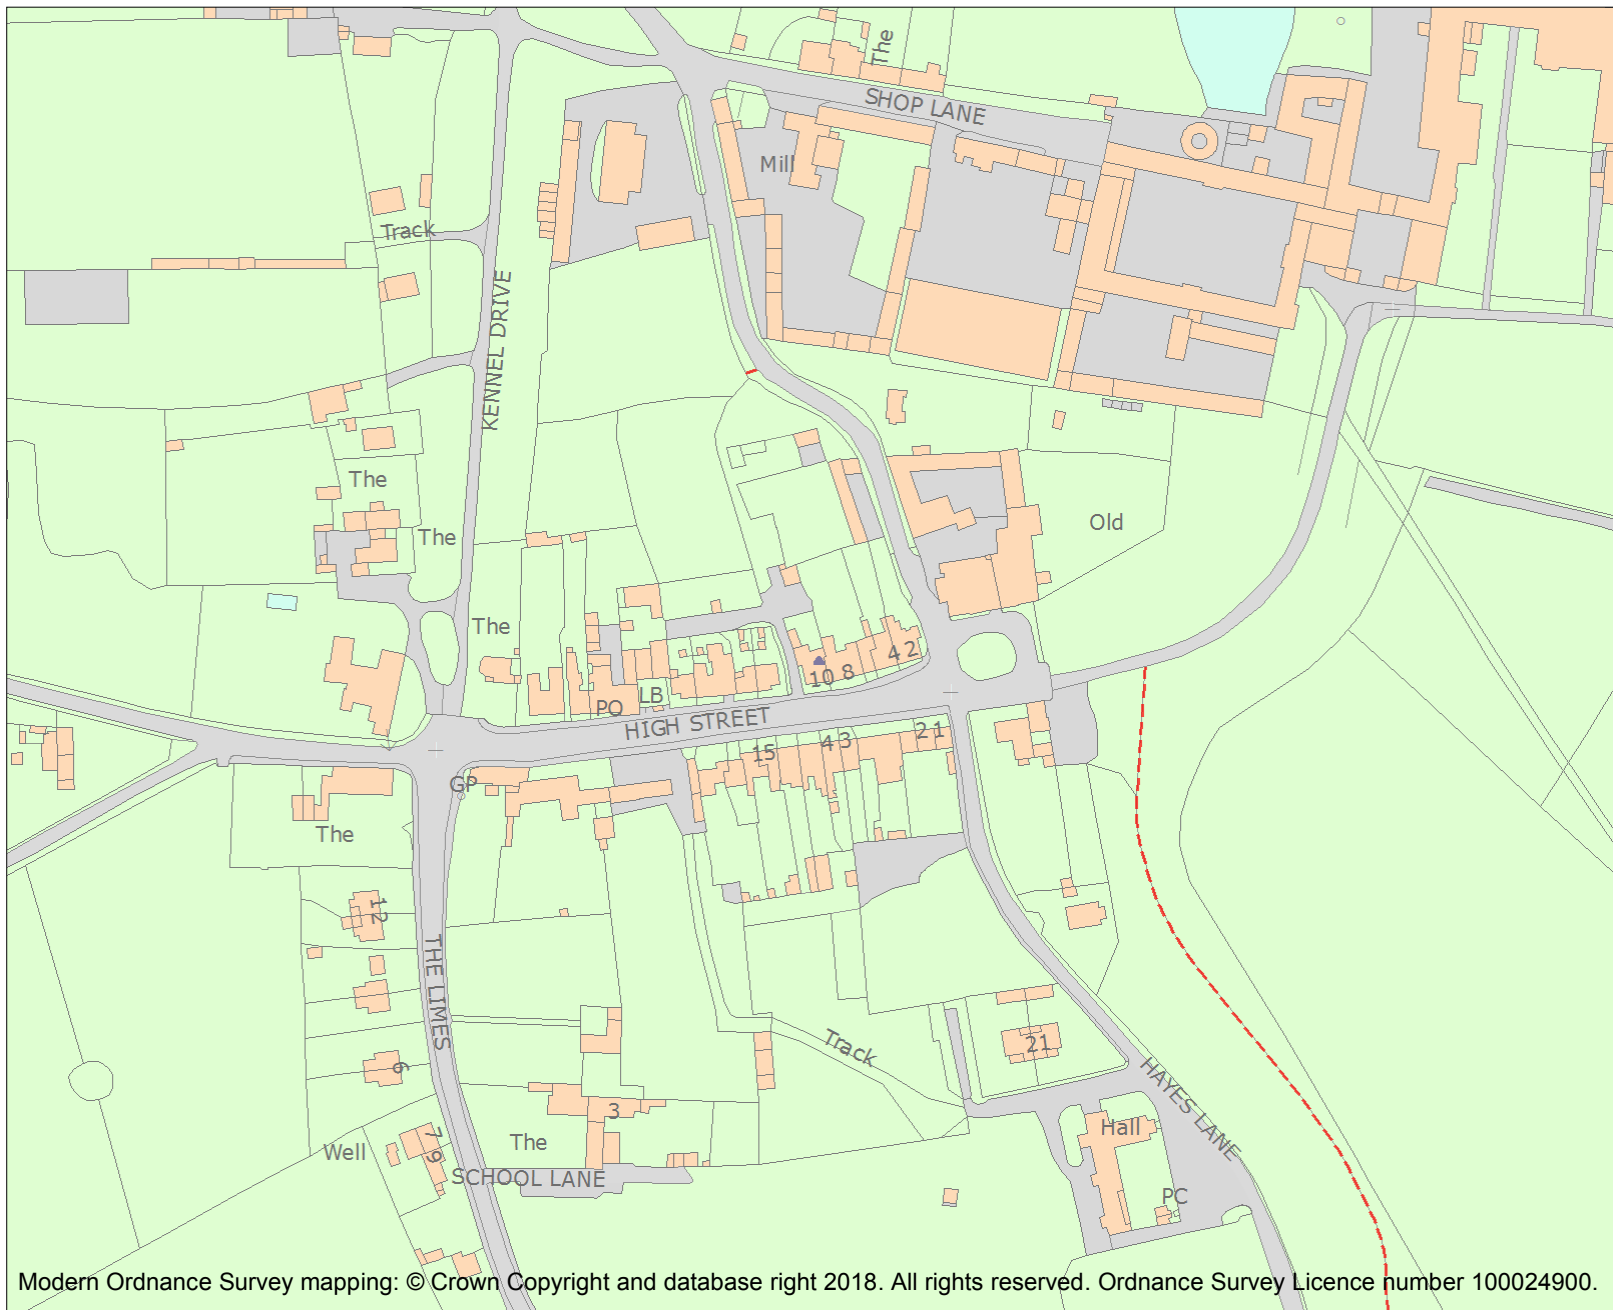 The
SHOP LANE
Mill
Track
KENNEL DRIVE
The
Old
The
The
LB
PO
10 8
4 2
HIGH STREET
15
4 3
2 1
GP
The
1 2
THE LIMES
Track
21
6
HAYES LANE
3
Hall
7 9
The
Well
SCHOOL LANE
PC
Modern Ordnance Survey mapping: © Crown Copyright and database right 2018. All rights reserved. Ordnance Survey Licence number 100024900.